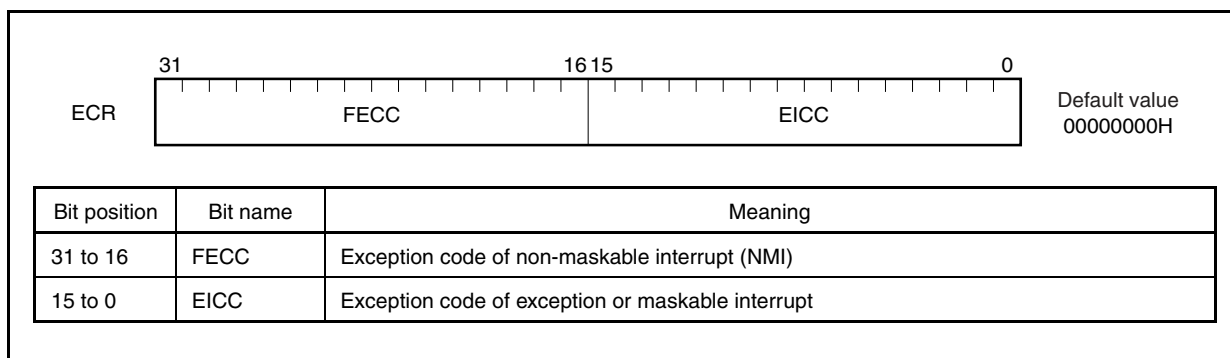 31 16 15 0
ECR FECC EICC Default value
00000000H
Bit position Bit name Meaning
31 to 16 FECC Exception code of non-maskable interrupt (NMI)
15 to 0 EICC Exception code of exception or maskable interrupt